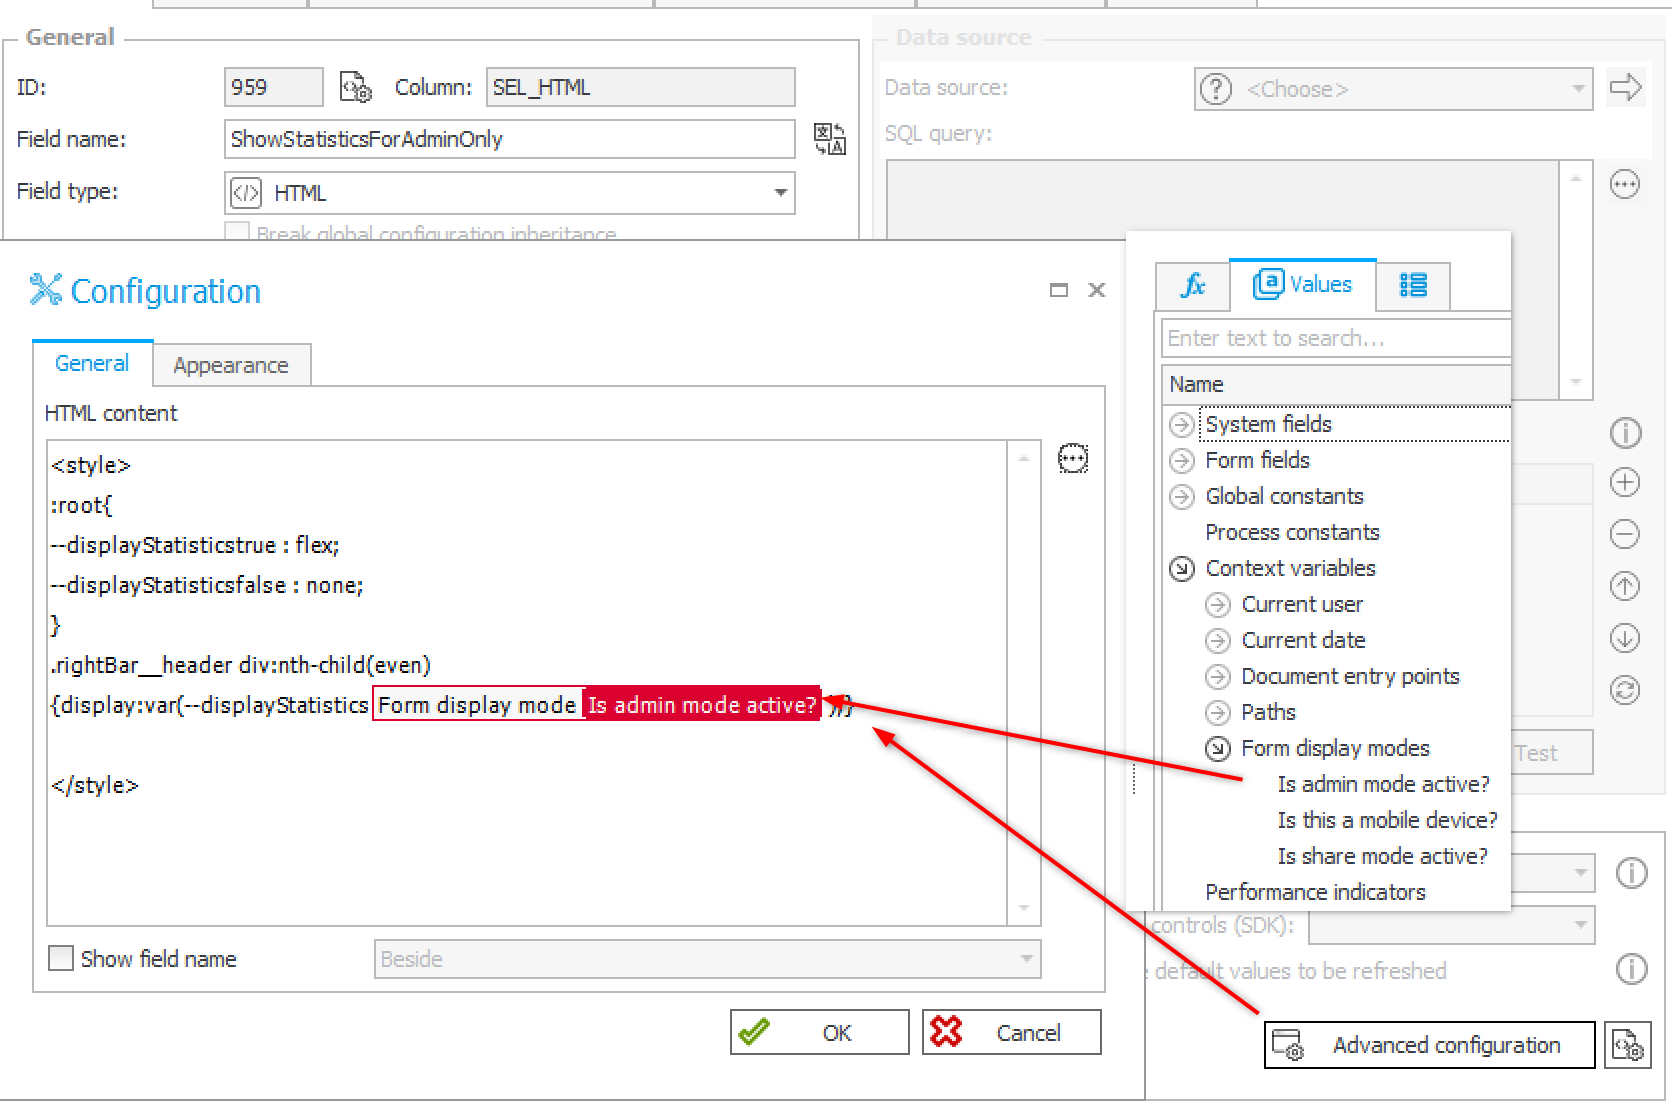 General
ID:
959
Column:
SEL_HTML
Field name:
ShowStatisticsForAdminOnly
Field type:
HTML
Break global configuration inheritance
Data source
Data source:
<Choose>
SQL query:
Configuration
General
Appearance
HTML content
<style>
:root{
--displayStatisticstrue : flex;
--displayStatisticsfalse : none;
}
.rightBar__header div:nth-child(even)
{display:var(--displayStatistics Form display mode Is admin mode active? );}
</style>
Show field name
Beside
OK
Cancel
fx
Values
Enter text to search...
Name
System fields
Form fields
Global constants
Process constants
Context variables
Current user
Current date
Document entry points
Paths
Form display modes
Is admin mode active?
Is this a mobile device?
Is share mode active?
Performance indicators
Test
controls (SDK):
default values to be refreshed
Advanced configuration